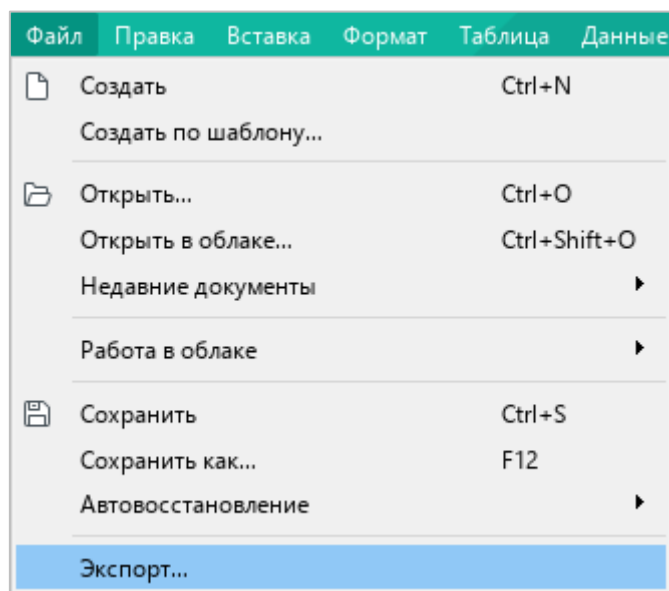 Файл Правка Вставка Формат Таблица Данные
Создать Ctrl+N
Создать по шаблону...
Открыть... Ctrl+O
Открыть в облаке... Ctrl+Shift+O
Недавние документы
Работа в облаке
Сохранить Ctrl+S
Сохранить как... F12
Автовосстановление
Экспорт...